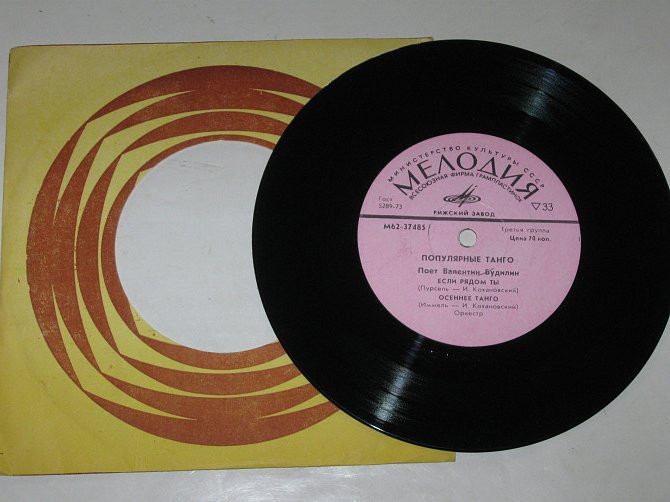 МИНИСТЕРСТВО КУЛЬТУРЫ СССР
МЕЛОДИЯ
ВСЕСОЮЗНАЯ ФИРМА ГРАМПЛАСТИНОК
Гост
5289-73
▽33
РИЖСКИЙ ЗАВОД
М62-37485
Третья группа
Цена 70 коп.
ПОПУЛЯРНЫЕ ТАНГО
Поет Валентин Будилин
ЕСЛИ РЯДОМ ТЫ
(Пурсель — И. Кохановский)
ОСЕННЕЕ ТАНГО
(Иммель — И. Кохановский)
Оркестр